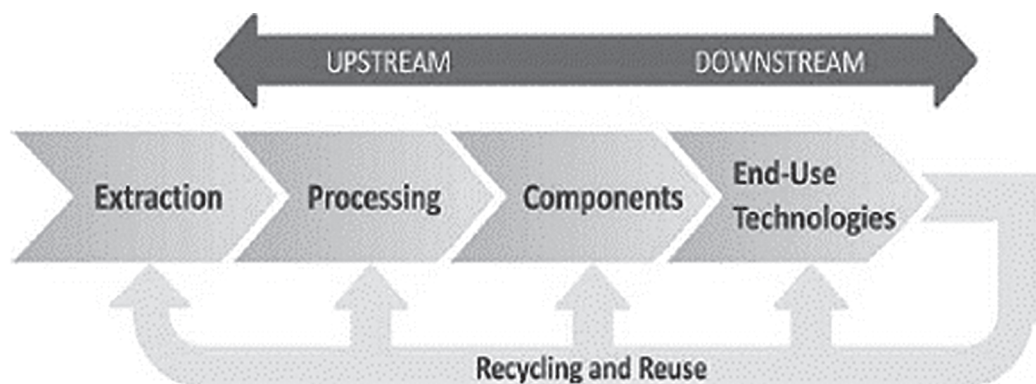 UPSTREAM DOWNSTREAM
Extraction
Processing
Components
End-Use
Technologies
Recycling and Reuse